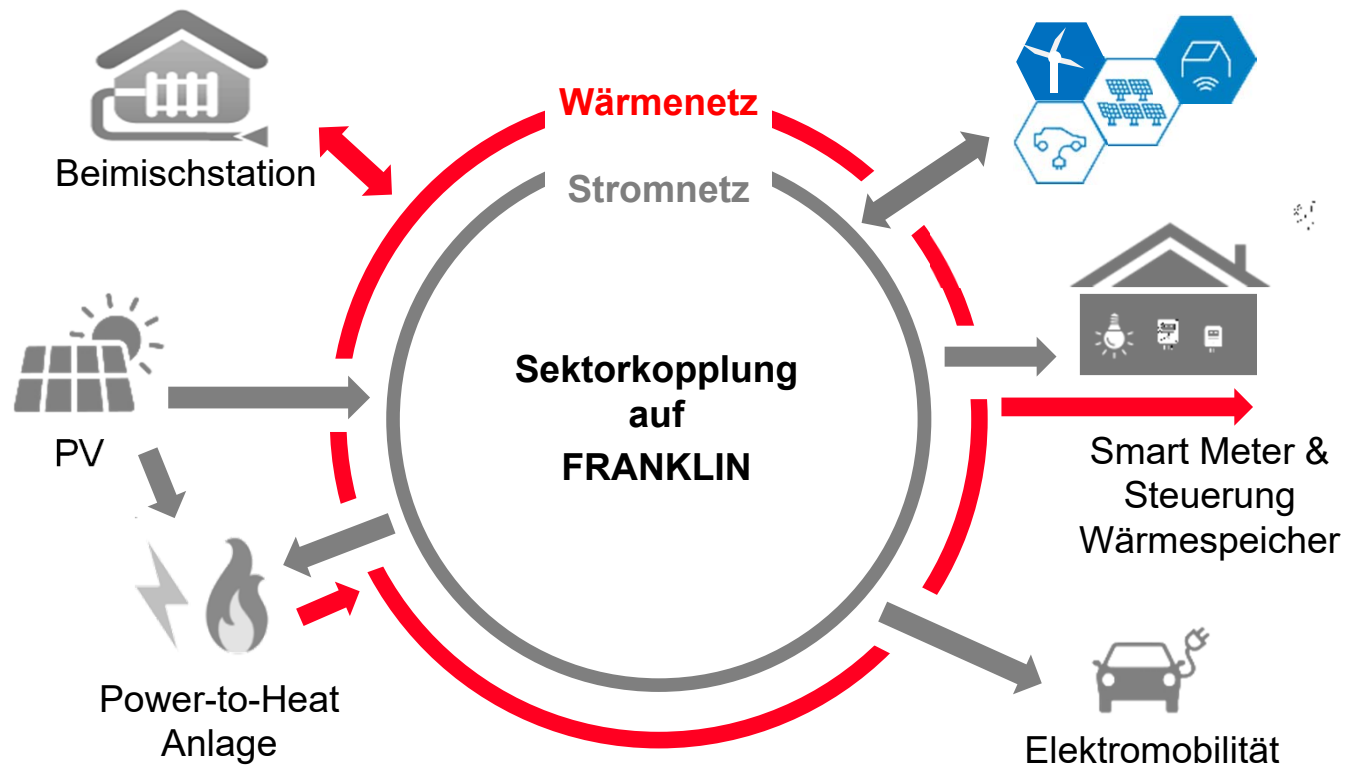 Wärmenetz
Stromnetz
Beimischstation
Sektorkopplung
auf
FRANKLIN
PV
Smart Meter &
Steuerung
Wärmespeicher
Power-to-Heat
Anlage
Elektromobilität